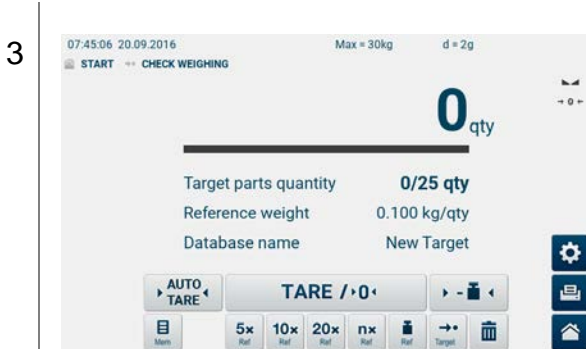 3
07:45:06 20.09.2016 Max = 30kg d = 2g
START CHECK WEIGHING
0 qty
→ 0 ←
Target parts quantity 0/25 qty
Reference weight 0.100 kg/qty
Database name New Target
AUTO TARE TARE / 0 -
Mem 5x Ref 10x Ref 20x Ref nx Ref Ref Target